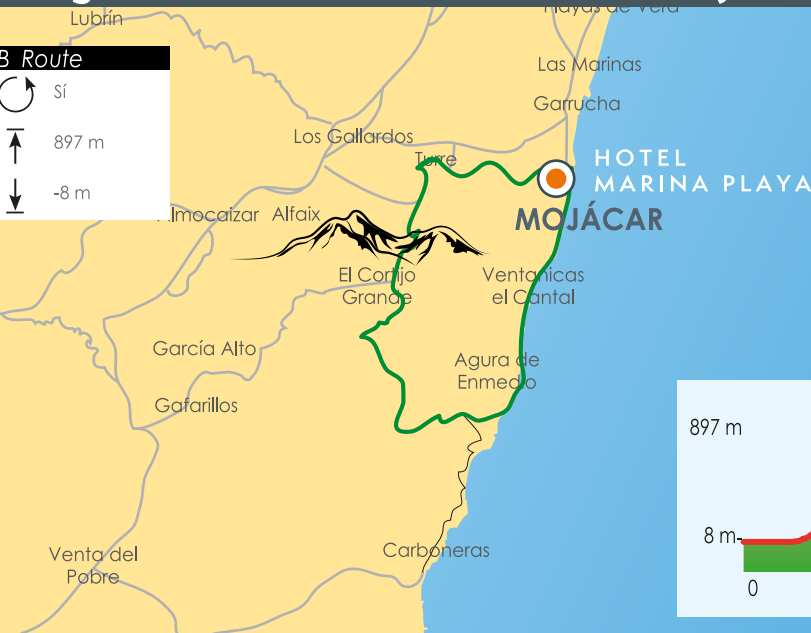 Lubrín
Playas de Vera
B Route
Sí
897 m
-8 m
Las Marinas
Garrucha
Los Gallardos
Turre
HOTEL
MARINA PLAYA
MOJÁCAR
Almocaizar
Alfaix
El Cortijo
Grande
Ventanicas
el Cantal
García Alto
Agura de
Enmedio
Gafarillos
897 m
8 m
0
Carboneras
Venta del
Pobre